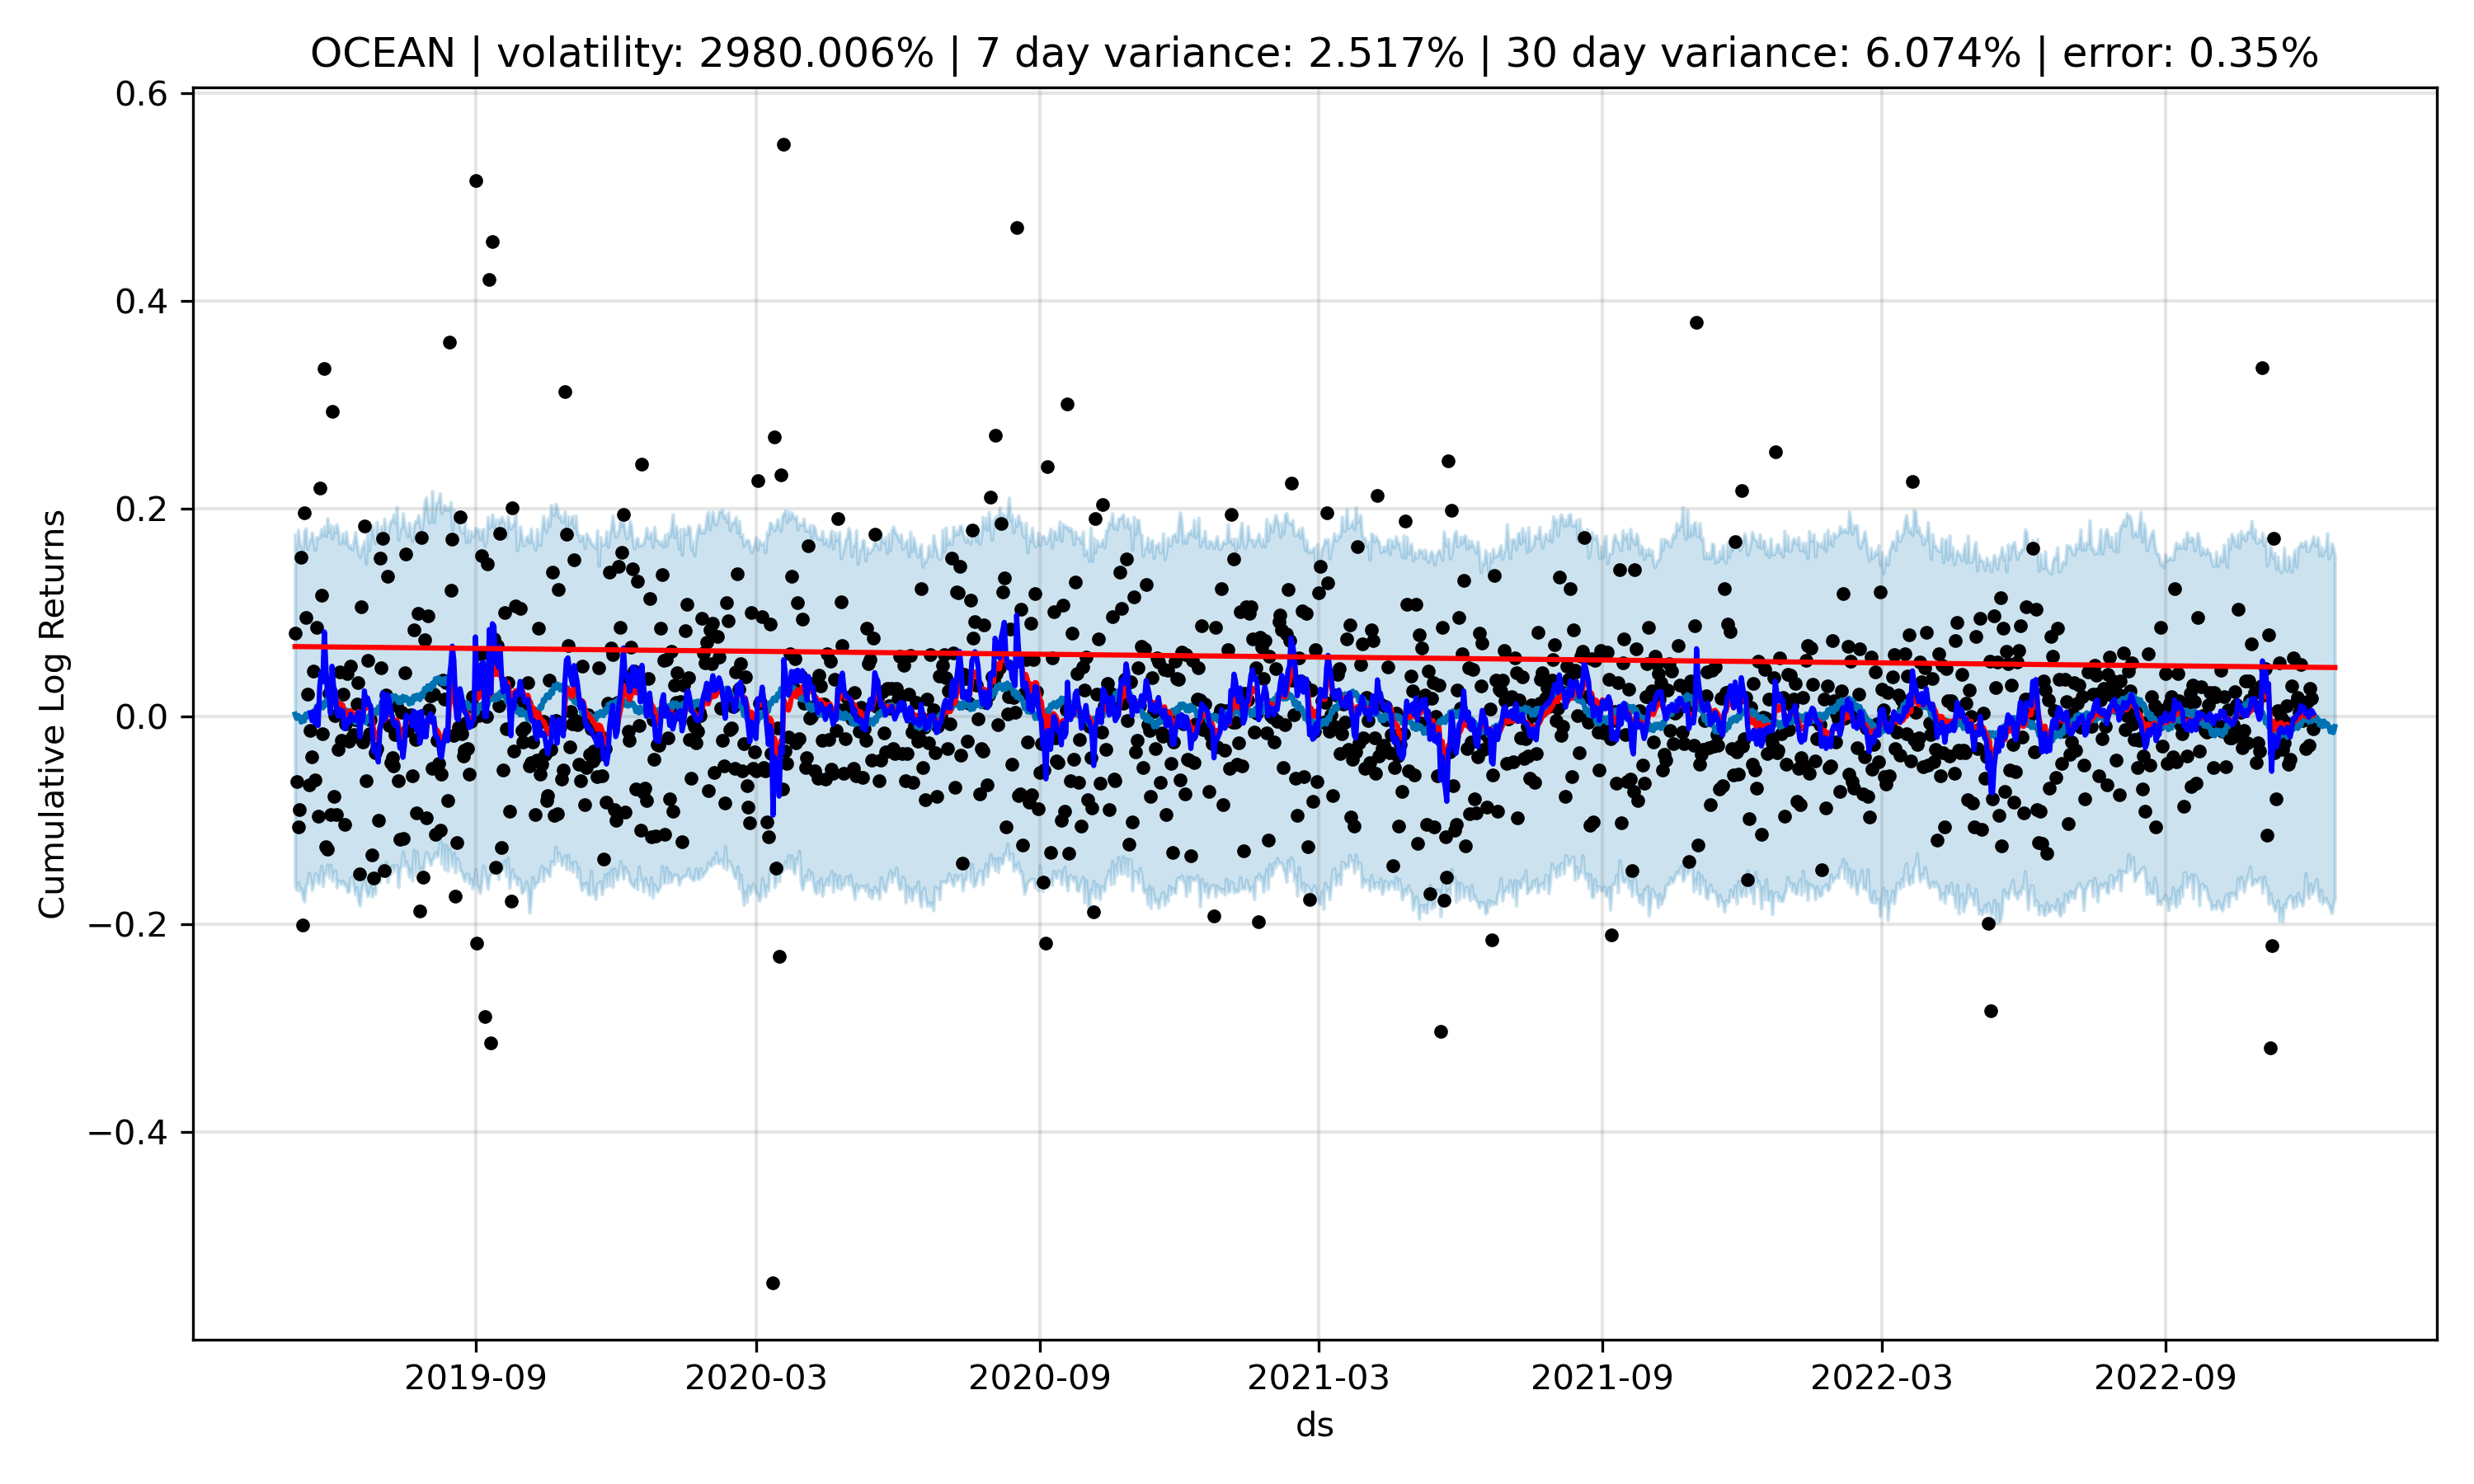 OCEAN | volatility: 2980.006% | 7 day variance: 2.517% | 30 day variance: 6.074% | error: 0.35%
Cumulative Log Returns
0.6
0.4
0.2
0.0
−0.2
−0.4
2019-09 2020-03 2020-09 2021-03 2021-09 2022-03 2022-09
ds